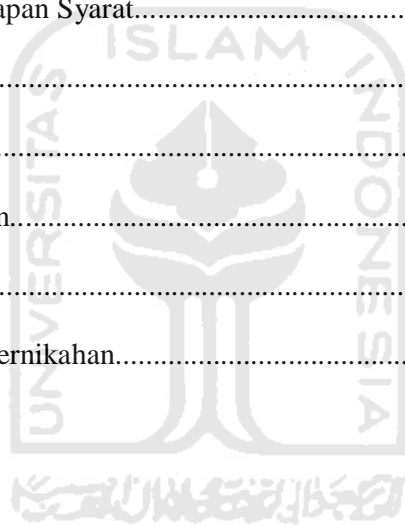 apan Syarat.......................................
ISLAM
...................................................
UNIVERSITAS
INDONESIA
...................................................
n..................................................
...................................................
ernikahan.......................................